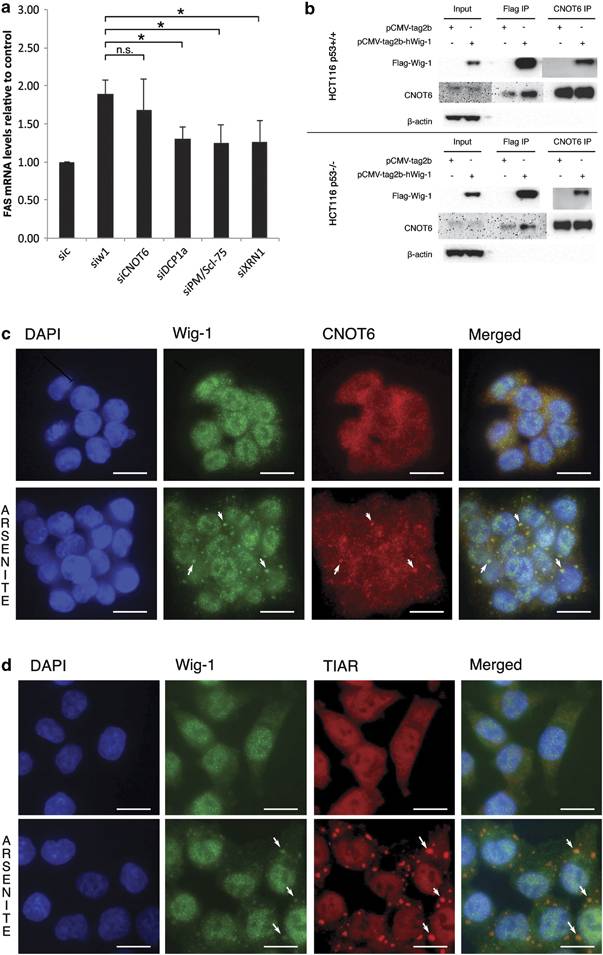 a
FAS mRNA levels relative to control
3.00
2.50
2.00
1.50
1.00
0.50
0.00
*
*
*
n.s.
sic
siw1
siCNOT6
siDCP1a
siPM/Scl-75
siXRN1
b
HCT116 p53+/+
Input
Flag IP
CNOT6 IP
pCMV-tag2b
+ - + - + -
pCMV-tag2b-hWig-1
- + - + - +
Flag-Wig-1
CNOT6
β-actin
HCT116 p53-/-
Input
Flag IP
CNOT6 IP
pCMV-tag2b
+ - + - + -
pCMV-tag2b-hWig-1
- + - + - +
Flag-Wig-1
CNOT6
β-actin
c
DAPI
Wig-1
CNOT6
Merged
ARSENITE
d
DAPI
Wig-1
TIAR
Merged
ARSENITE